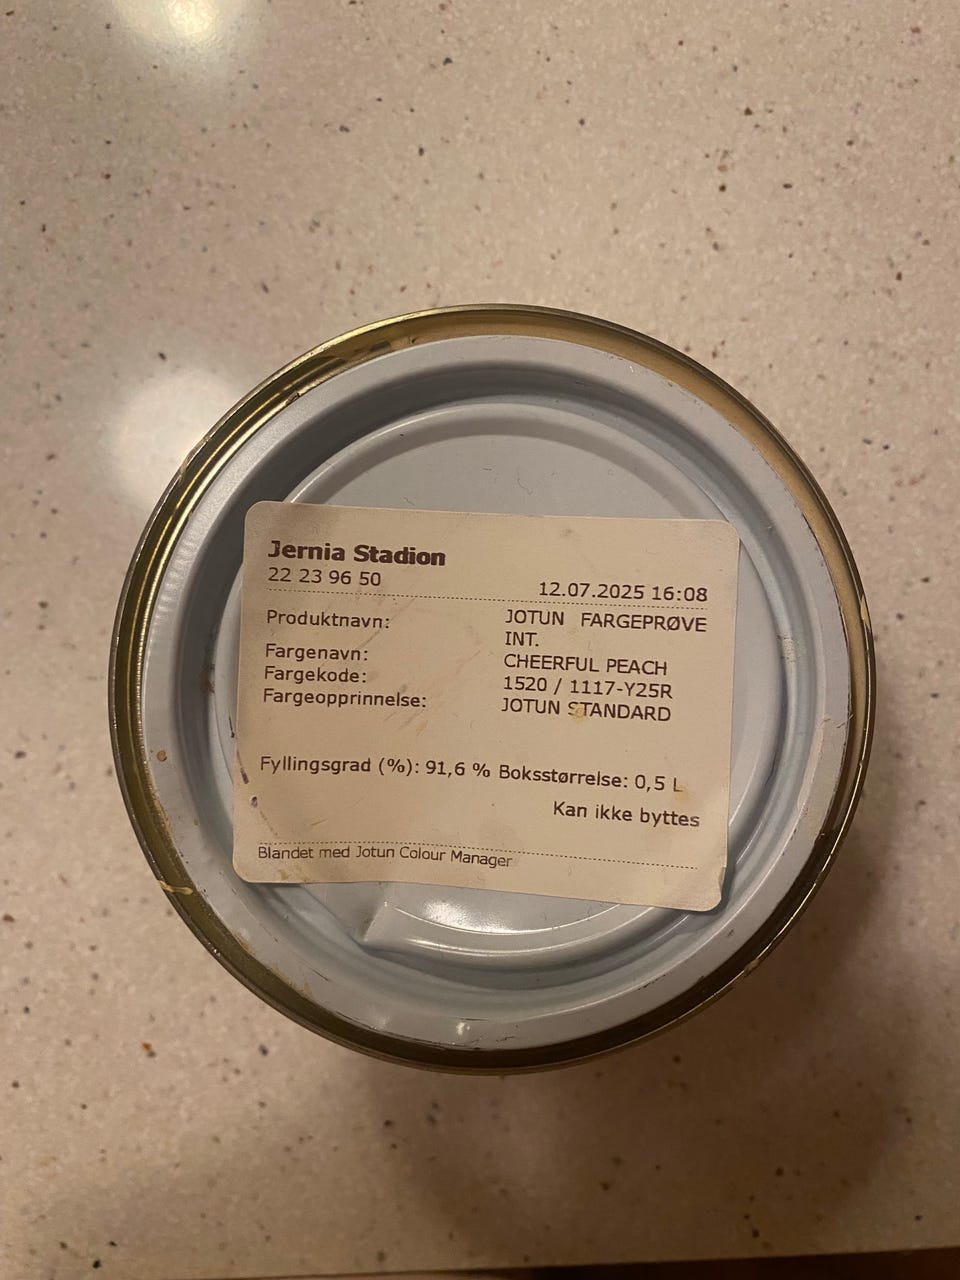 Jernia Stadion
22 23 96 50
12.07.2025 16:08
Produktnavn: JOTUN FARGEPRØVE
INT.
Fargenavn: CHEERFUL PEACH
Fargekode: 1520 / 1117-Y25R
Fargeopprinnelse: JOTUN STANDARD
Fyllingsgrad (%): 91,6 % Boksstørrelse: 0,5 L
Kan ikke byttes
Blandet med Jotun Colour Manager